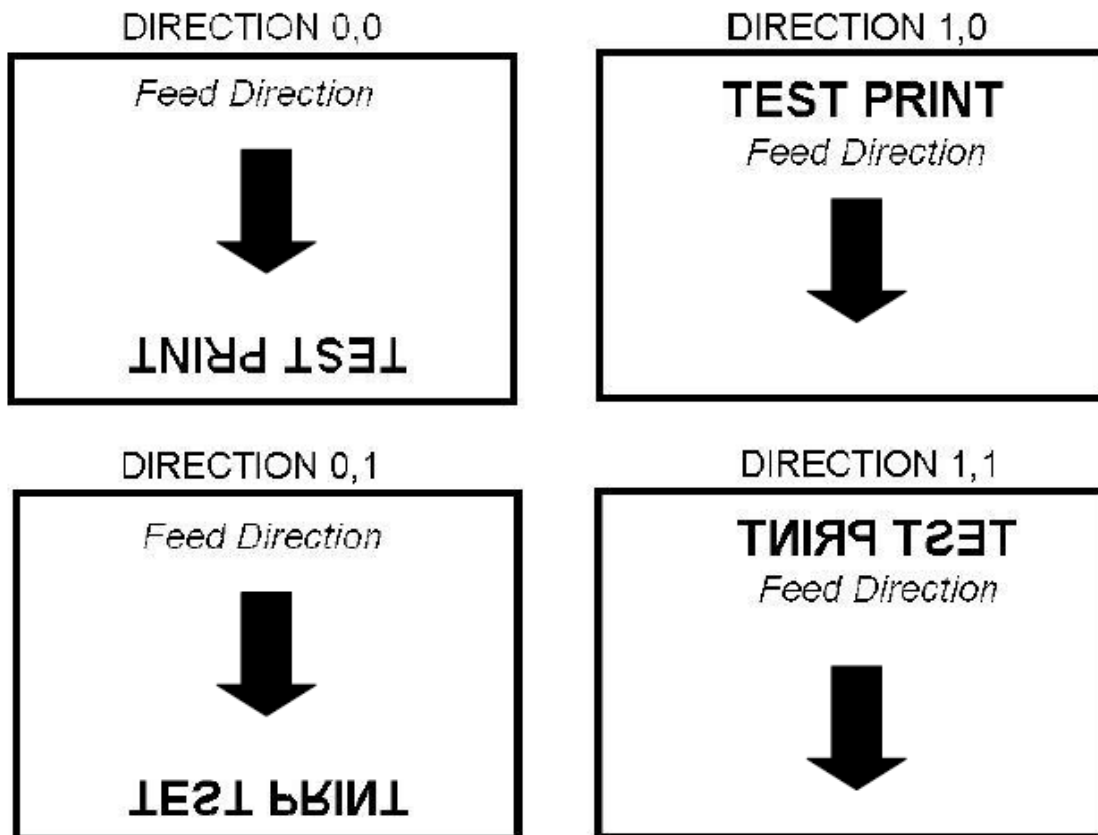 DIRECTION 0,0
Feed Direction
TEST PRINT
DIRECTION 1,0
TEST PRINT
Feed Direction
DIRECTION 0,1
Feed Direction
TEST PRINT
DIRECTION 1,1
TEST PRINT
Feed Direction